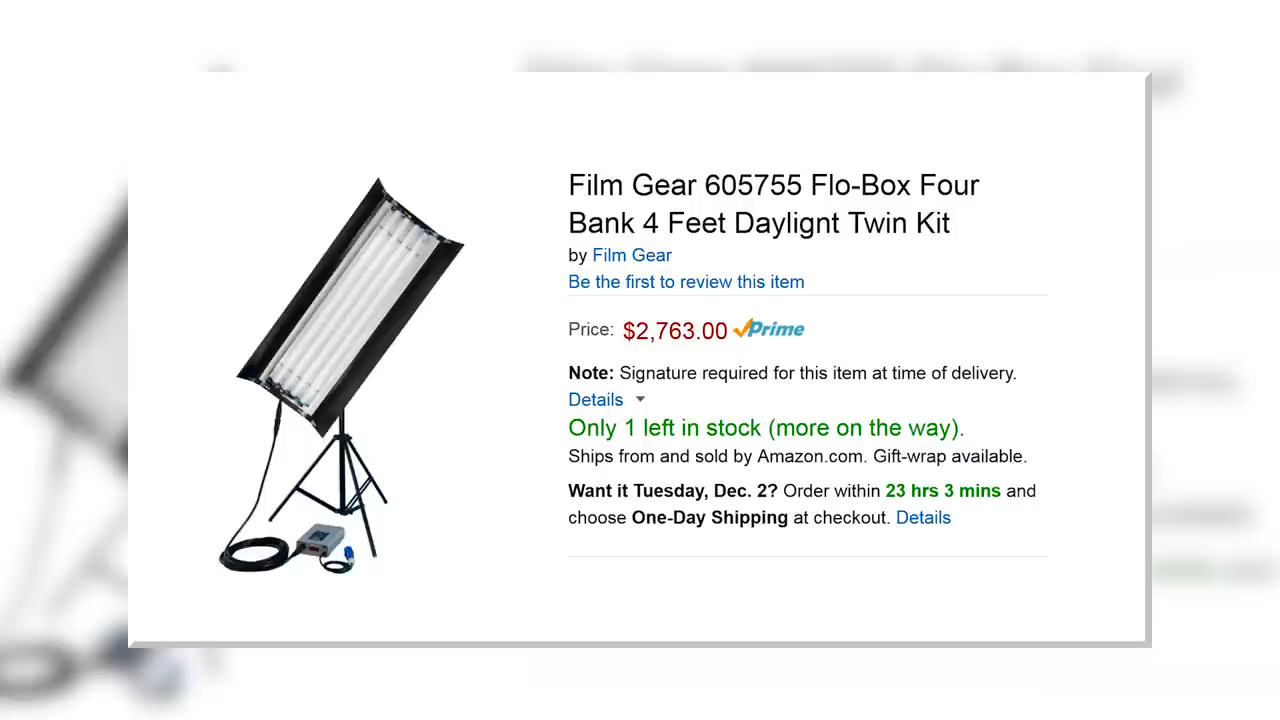 Film Gear 605755 Flo-Box Four
Bank 4 Feet Daylignt Twin Kit
by Film Gear
Be the first to review this item
Price: $2,763.00 Prime
Note: Signature required for this item at time of delivery.
Details
Only 1 left in stock (more on the way).
Ships from and sold by Amazon.com. Gift-wrap available.
Want it Tuesday, Dec. 2? Order within 23 hrs 3 mins and
choose One-Day Shipping at checkout. Details